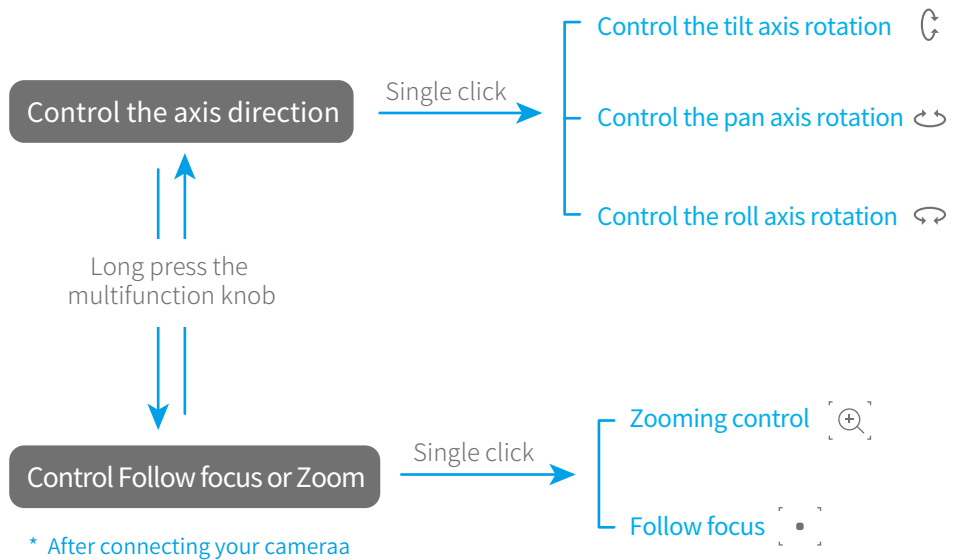 Control the axis direction
Single click
Control the tilt axis rotation
Control the pan axis rotation
Control the roll axis rotation
Long press the
multifunction knob
Control Follow focus or Zoom
Single click
Zooming control
Follow focus
* After connecting your cameraa